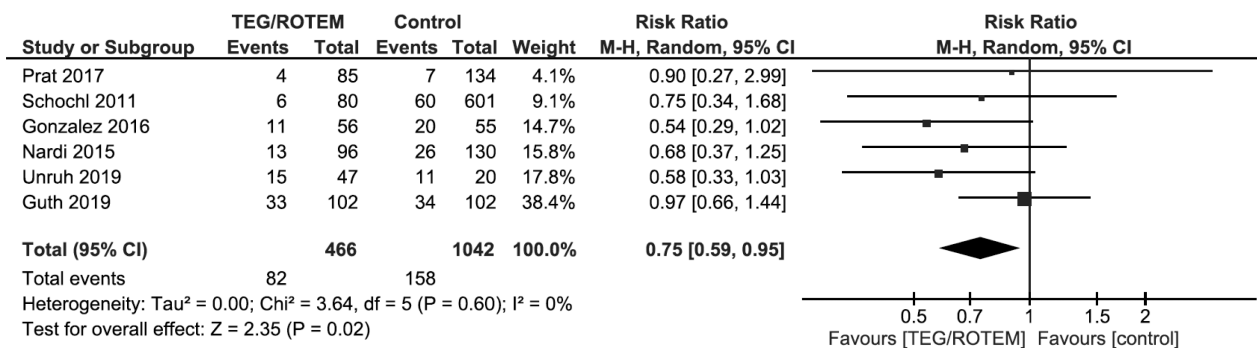 TEG/ROTEM Control Risk Ratio Risk Ratio
Study or Subgroup Events Total Events Total Weight M-H, Random, 95% CI M-H, Random, 95% CI
Prat 2017 4 85 7 134 4.1% 0.90 [0.27, 2.99]
Schochl 2011 6 80 60 601 9.1% 0.75 [0.34, 1.68]
Gonzalez 2016 11 56 20 55 14.7% 0.54 [0.29, 1.02]
Nardi 2015 13 96 26 130 15.8% 0.68 [0.37, 1.25]
Unruh 2019 15 47 11 20 17.8% 0.58 [0.33, 1.03]
Guth 2019 33 102 34 102 38.4% 0.97 [0.66, 1.44]
Total (95% CI) 466 1042 100.0% 0.75 [0.59, 0.95]
Total events 82 158
Heterogeneity: Tau² = 0.00; Chi² = 3.64, df = 5 (P = 0.60); I² = 0%
Test for overall effect: Z = 2.35 (P = 0.02)
0.5 0.7 1 1.5 2
Favours [TEG/ROTEM] Favours [control]